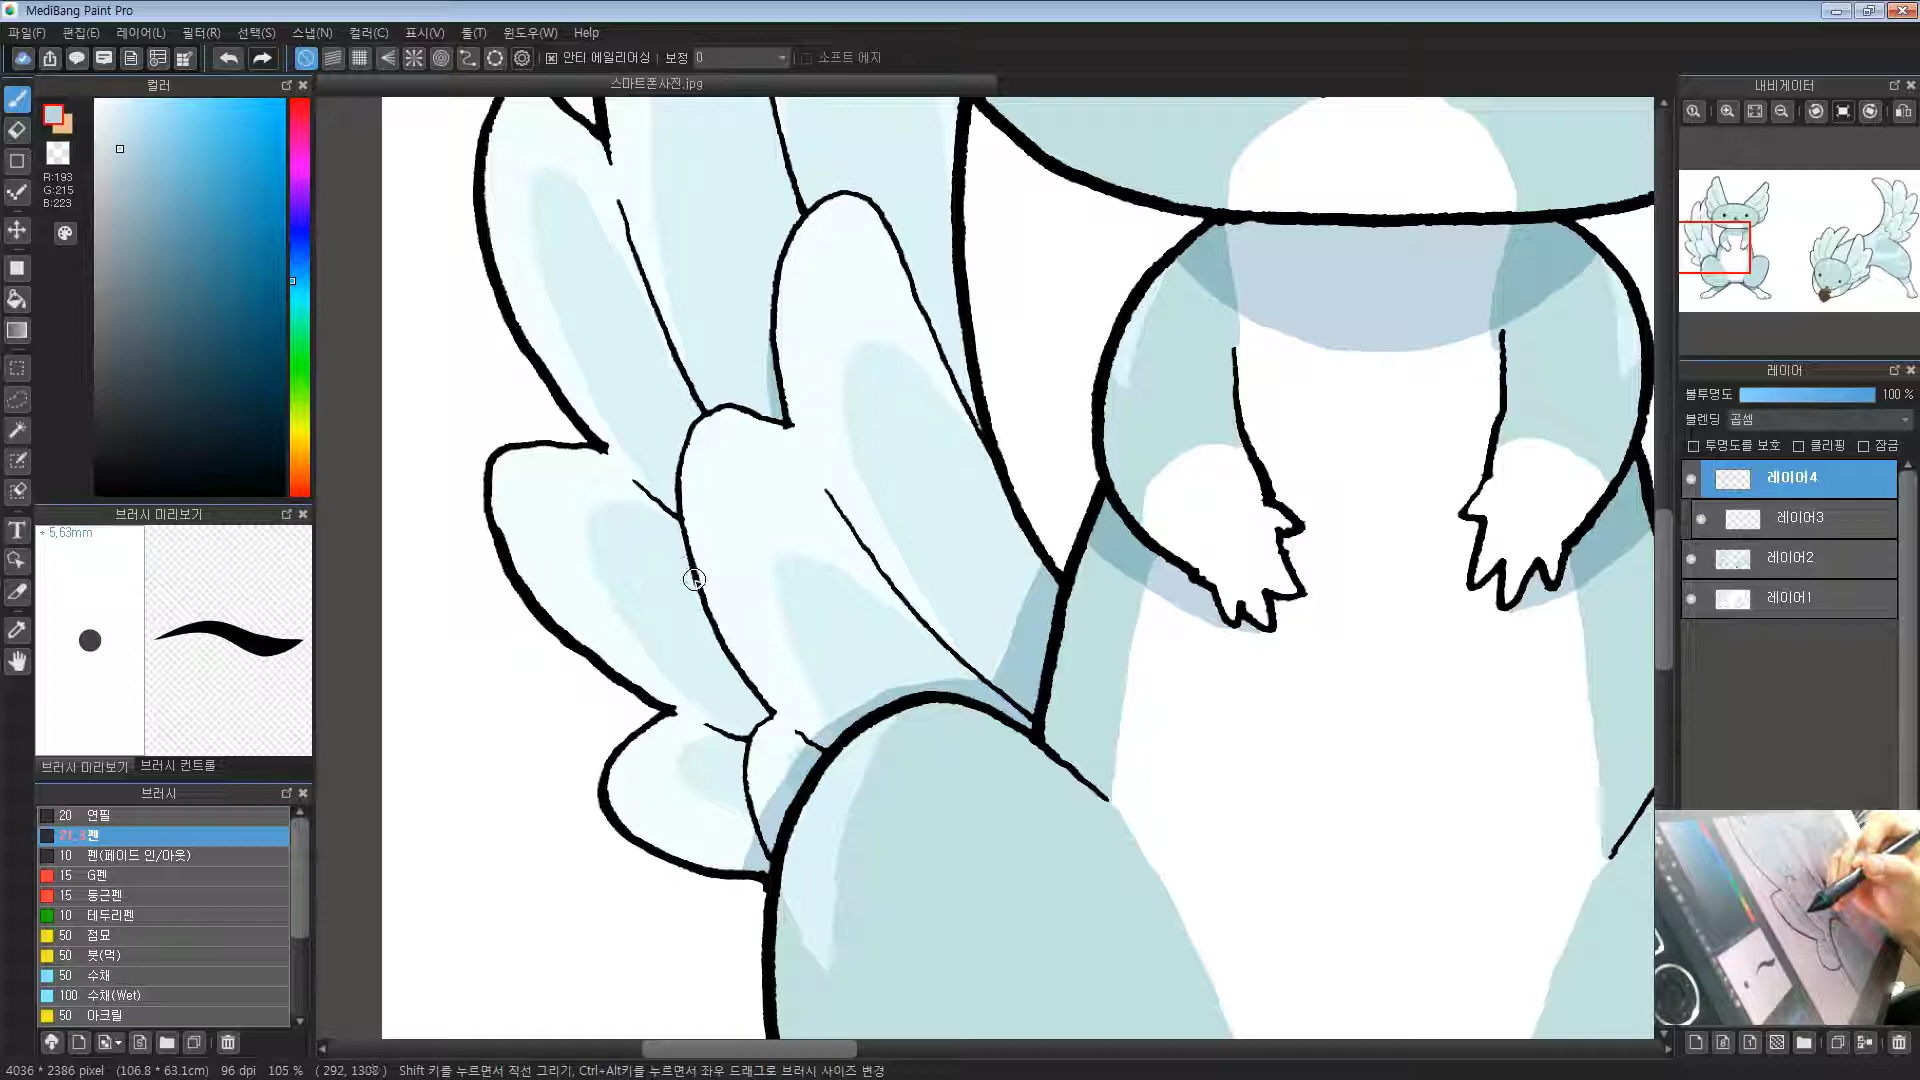 MediBang Paint Pro
파일(F) 편집(E) 레이어(L) 필터(R) 선택(S) 스냅(N) 컬러(C) 표시(V) 툴(T) 윈도우(W) Help
안티 에일리어싱 보정 0 소프트 에지
컬러
스마트폰사진.jpg
내비게이터
R:193
G:215
B:223
레이어
불투명도 100 %
블렌딩 곱셈
투명도를 보호 클리핑 잠금
레이어4
레이어3
레이어2
레이어1
브러시 미리보기
* 5,63mm
브러시 미리보기 브러시 컨트롤
브러시
20 연필
21.3 펜
10 펜(페이드 인/아웃)
15 G펜
15 둥근펜
10 테두리펜
50 점묘
50 붓(먹)
50 수채
100 수채(Wet)
50 아크릴
4036 * 2386 pixel (106.8 * 63.1cm) 96 dpi 105 % ( 292, 1308 ) Shift 키를 누르면서 직선 그리기, Ctrl+Alt키를 누르면서 좌우 드래그로 브러시 사이즈 변경